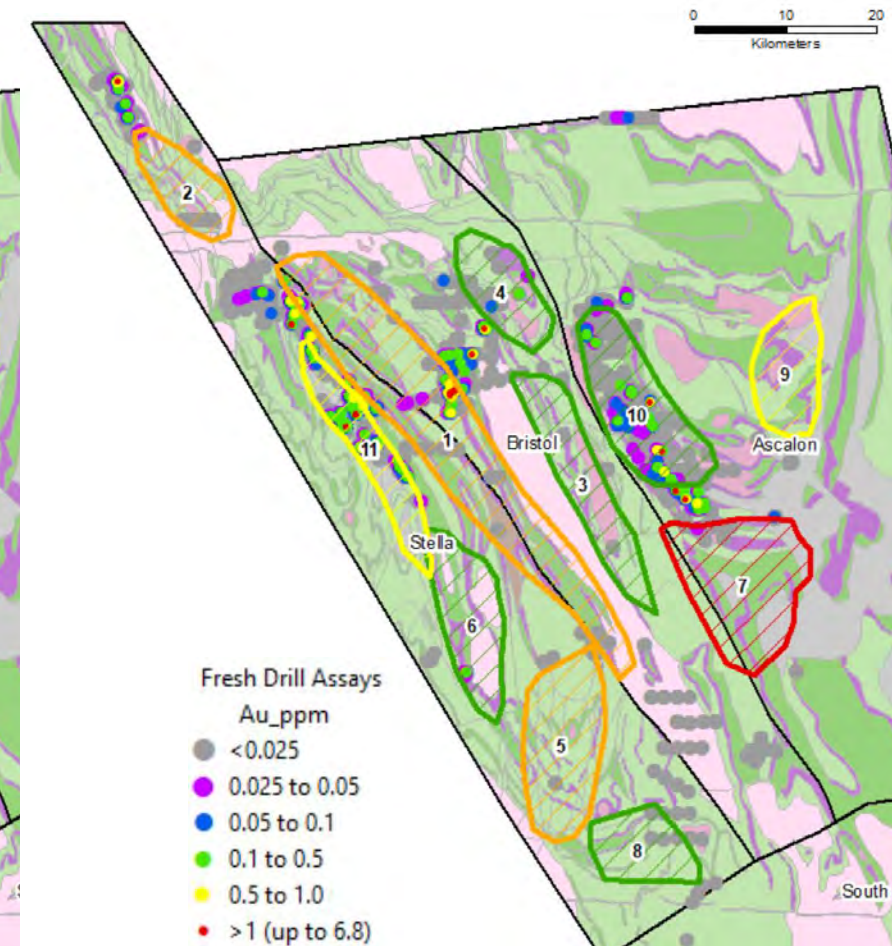 0 10 20
Kilometers
2
4
9
10
1
Bristol
Ascalon
11
3
Stella
7
6
Fresh Drill Assays
Au_ppm
<0.025
0.025 to 0.05
5
0.05 to 0.1
0.1 to 0.5
8
0.5 to 1.0
South
>1 (up to 6.8)